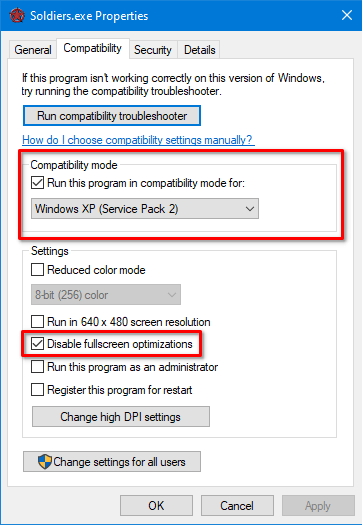 Soldiers.exe Properties
General Compatibility Security Details
If this program isn't working correctly on this version of Windows,
try running the compatibility troubleshooter.
Run compatibility troubleshooter
How do I choose compatibility settings manually?
Compatibility mode
Run this program in compatibility mode for:
Windows XP (Service Pack 2)
Settings
Reduced color mode
8-bit (256) color
Run in 640 x 480 screen resolution
Disable fullscreen optimizations
Run this program as an administrator
Register this program for restart
Change high DPI settings
Change settings for all users
OK Cancel Apply